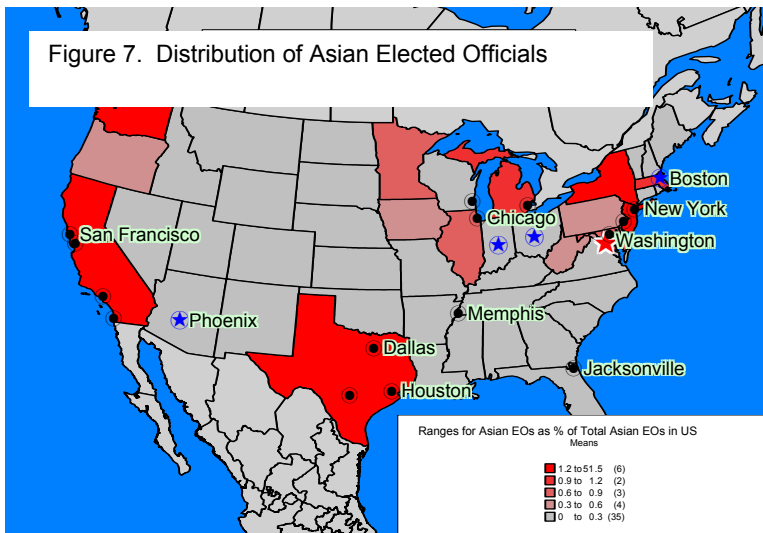 Figure 7. Distribution of Asian Elected Officials
Boston
New York
Chicago
San Francisco
Washington
Memphis
Phoenix
Dallas
Jacksonville
Houston
Ranges for Asian EOs as % of Total Asian EOs in US
Means
1.2 to 51.5 (6)
0.9 to 1.2 (2)
0.6 to 0.9 (3)
0.3 to 0.6 (4)
0 to 0.3 (35)